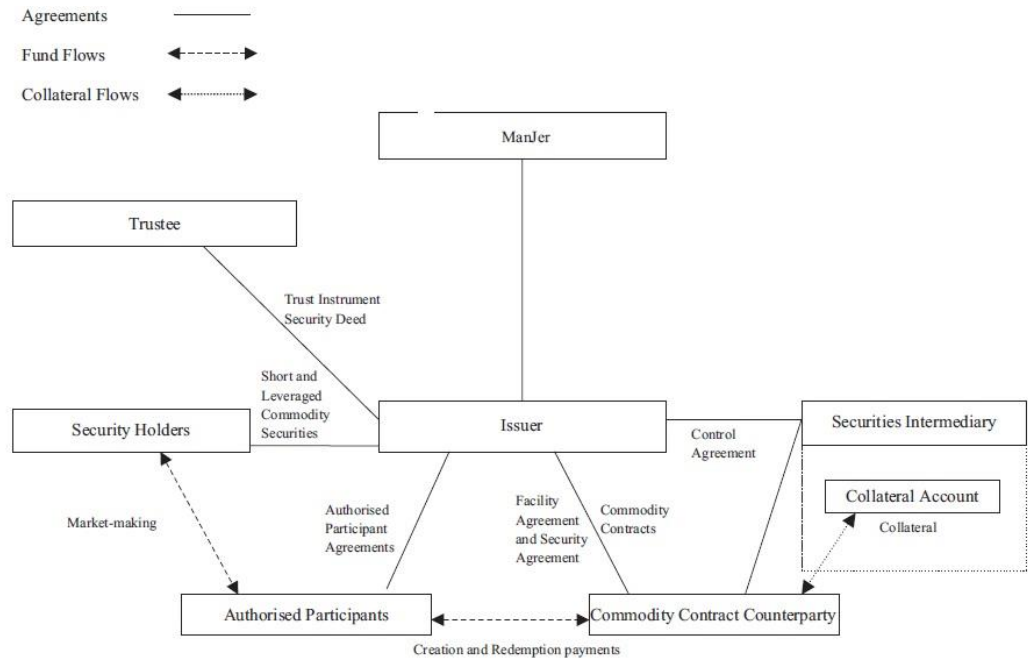 Agreements
Fund Flows
Collateral Flows
ManJer
Trustee
Trust Instrument
Security Deed
Short and
Leveraged
Commodity
Securities
Security Holders
Issuer
Securities Intermediary
Control
Agreement
Collateral Account
Collateral
Market-making
Authorised
Participant
Agreements
Facility
Agreement
and Security
Agreement
Commodity
Contracts
Authorised Participants
Commodity Contract Counterparty
Creation and Redemption payments